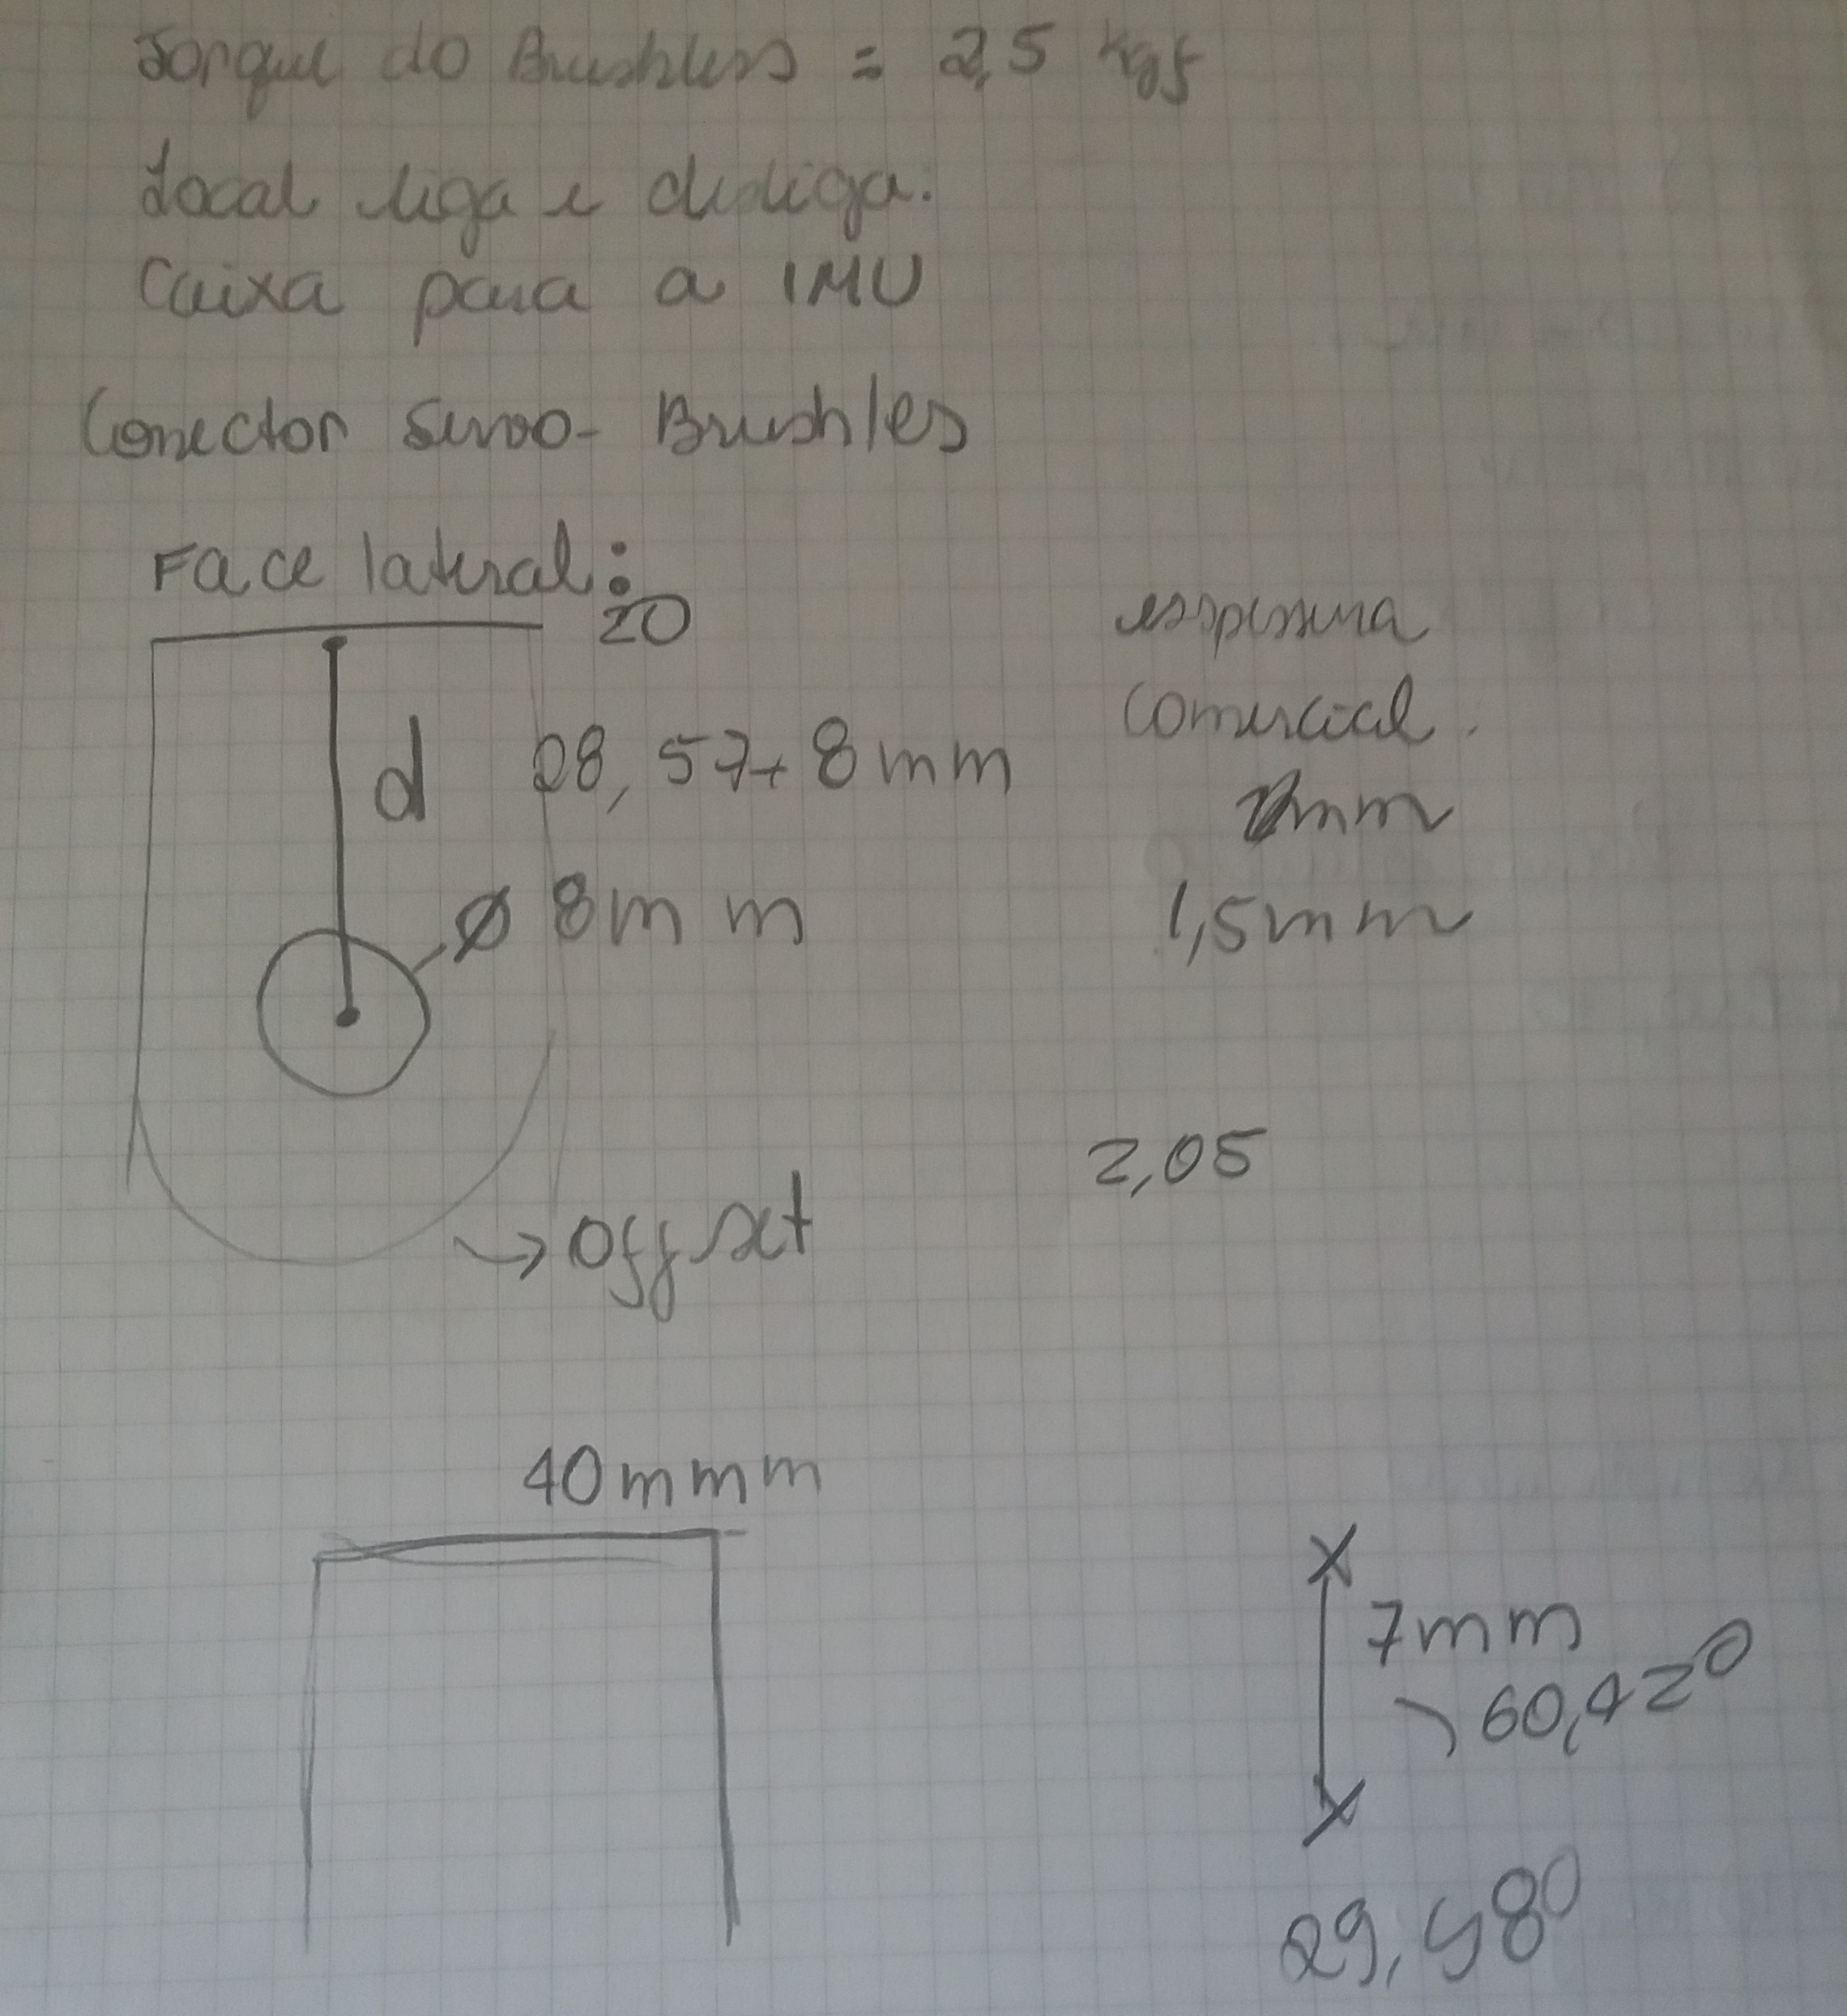 Torque do Brushless = 2,5 kgf
Local liga e desliga:
Caixa para a IMU
Conector Servo- Brushles
Face lateral:
20
d 28,57+8mm
ø 8mm
→ Offset
espessura
comercial.
mm
1,5mm
2,05
40mmm
7mm
60,42°
29,58°